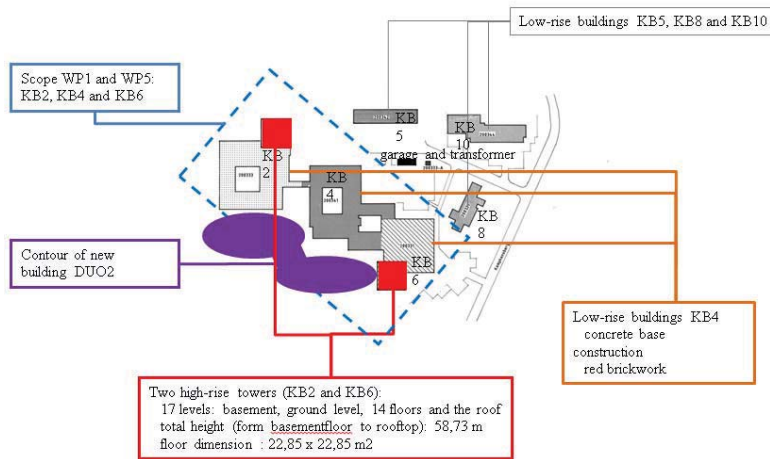 Low-rise buildings KB5, KB8 and KB10
Scope WP1 and WP5:
KB2, KB4 and KB6
KB
5
KB
10
garage and transformer
KB
2
KB
4
KB
8
KB
6
Contour of new
building DUO2
Low-rise buildings KB4
concrete base
construction
red brickwork
Two high-rise towers (KB2 and KB6):
17 levels: basement, ground level, 14 floors and the roof
total height (form basementfloor to rooftop): 58,73 m
floor dimension : 22,85 x 22,85 m2